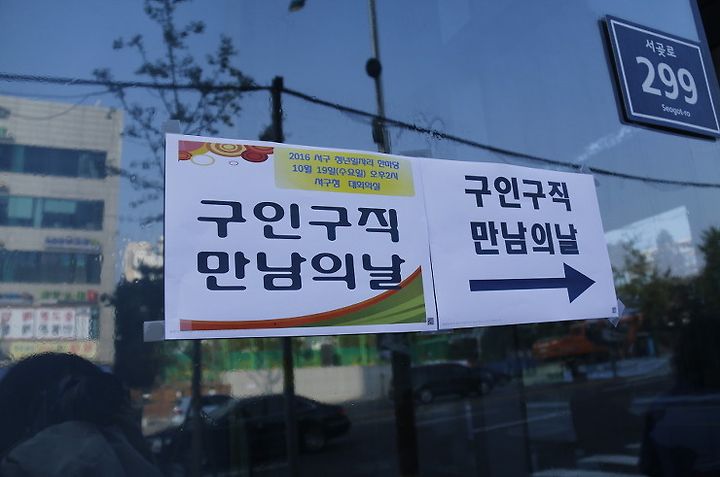 2016 서구 청년일자리 한마당
10월 19일(수요일) 오후2시
서구청 대회의실
구인구직
만남의날
구인구직
만남의날
서곶로
299
Seogot-ro